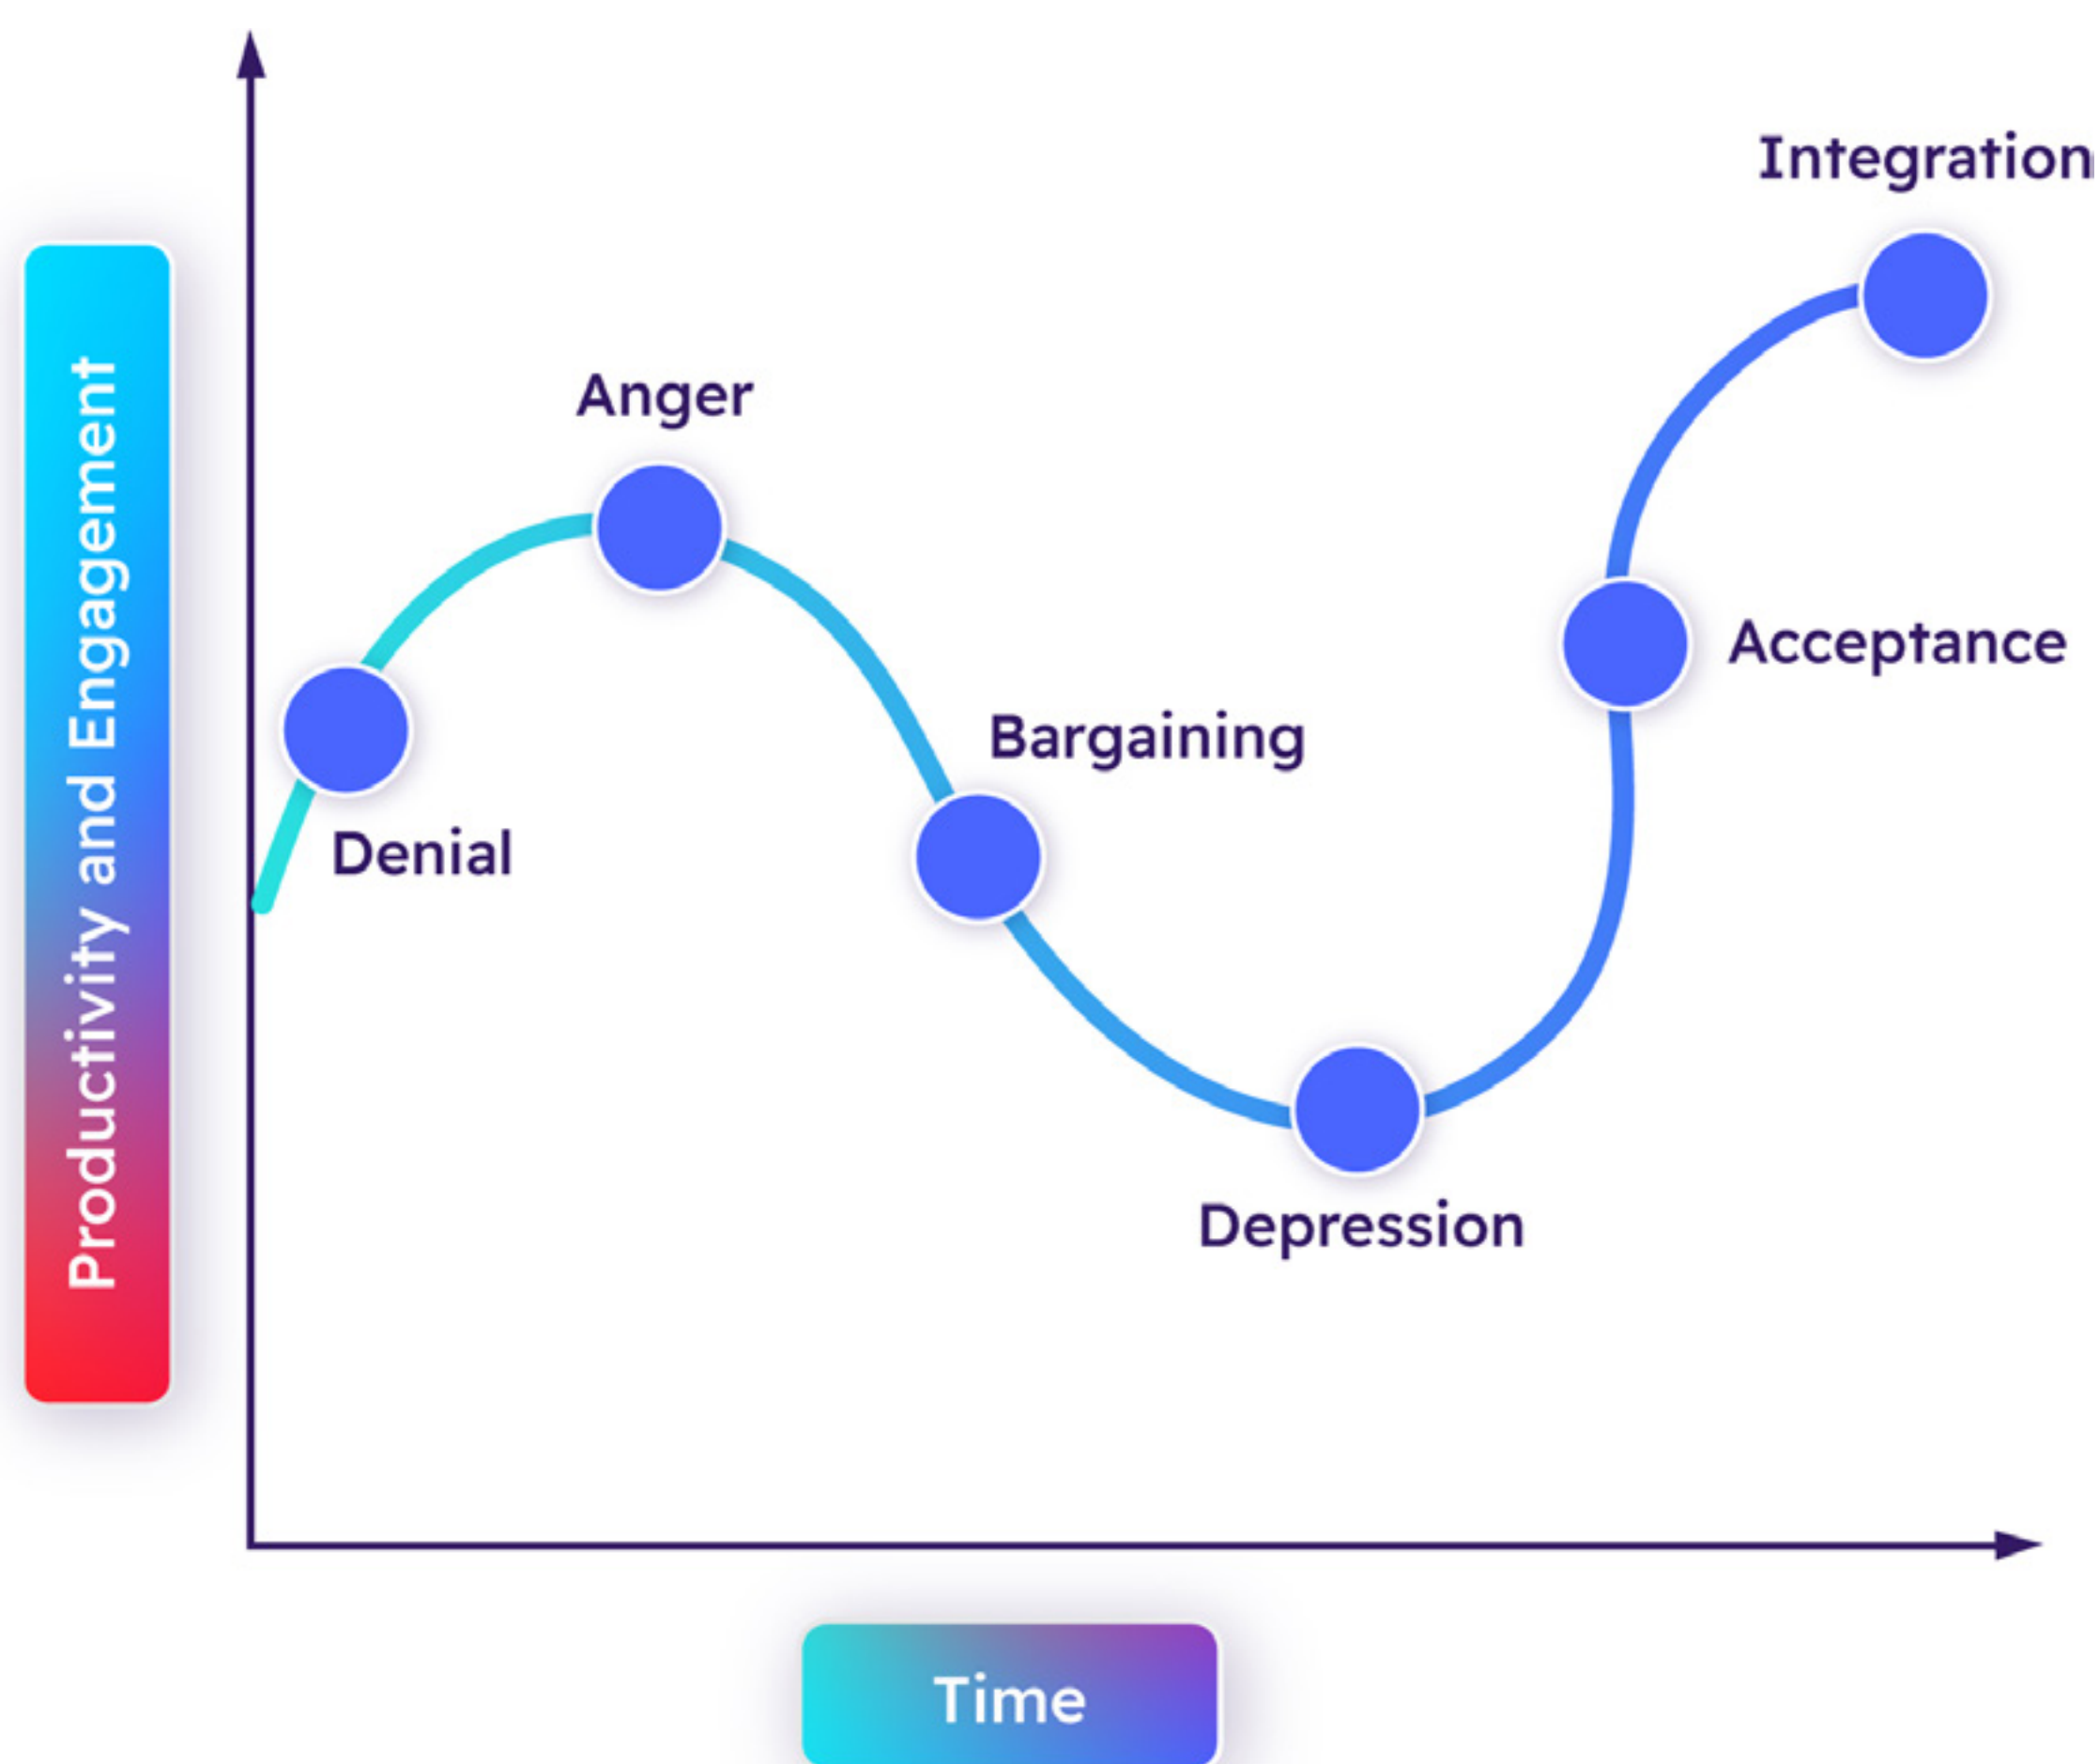 Integration
Anger
Acceptance
Bargaining
Denial
Depression
Productivity and Engagement
Time